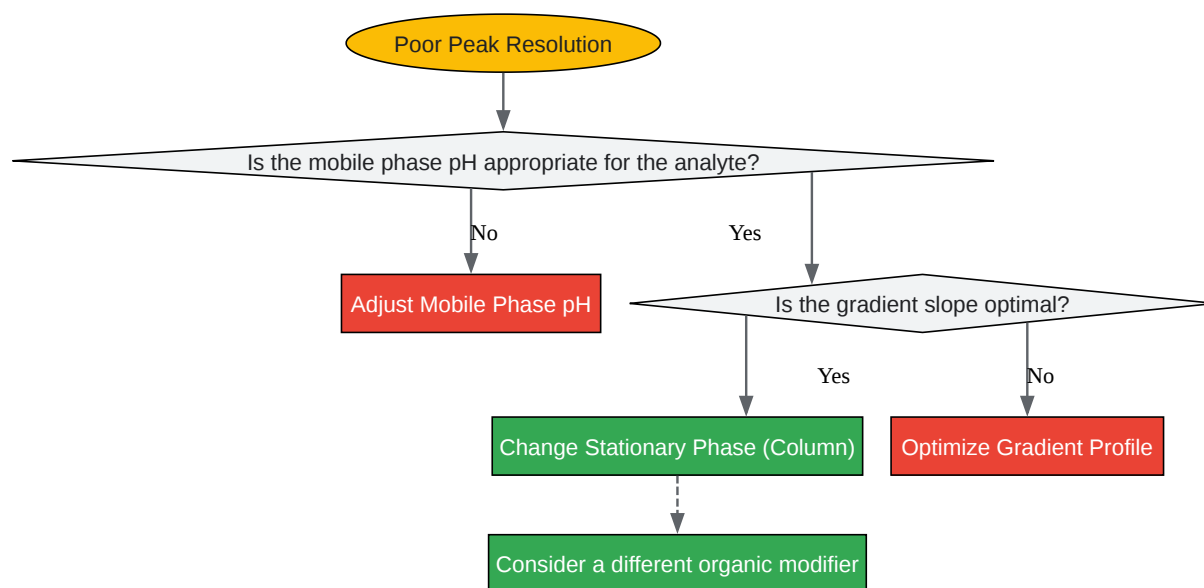 Poor Peak Resolution
Is the mobile phase pH appropriate for the analyte?
No
Yes
Adjust Mobile Phase pH
Is the gradient slope optimal?
Yes
No
Change Stationary Phase (Column)
Optimize Gradient Profile
Consider a different organic modifier